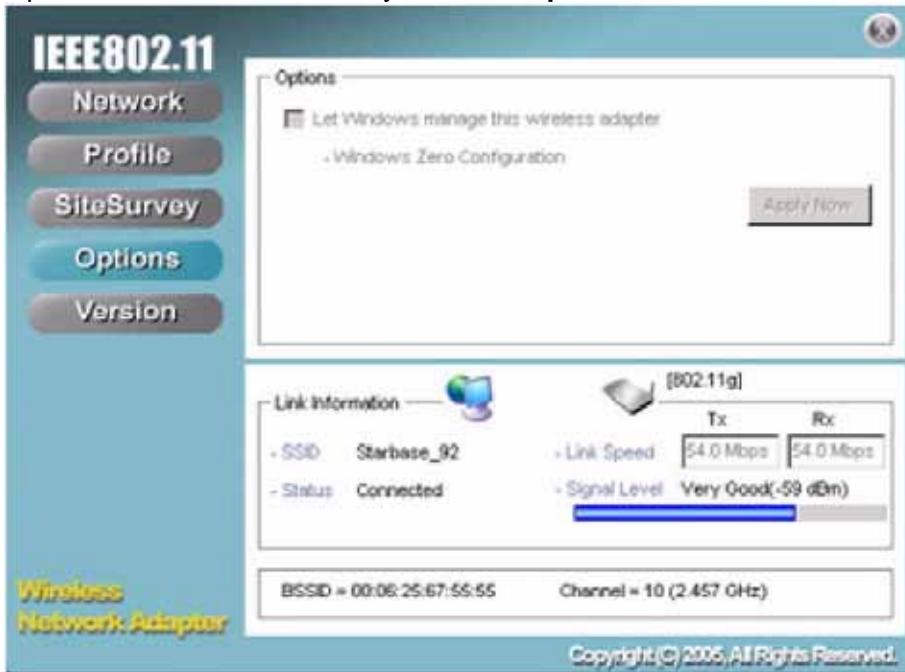 IEEE802.11
Network
Profile
SiteSurvey
Options
Version
Options
Let Windows manage this wireless adapter
- Windows Zero Configuration
Apply Now
Link Information
[802.11g]
Tx Rx
- SSID Starbase_92
- Link Speed 54.0 Mbps 54.0 Mbps
- Status Connected
- Signal Level Very Good(-59 dBm)
BSSID = 00:06:25:67:55:55 Channel = 10 (2.457 GHz)
Wireless
Network Adapter
Copyright (C) 2005, All Rights Reserved.